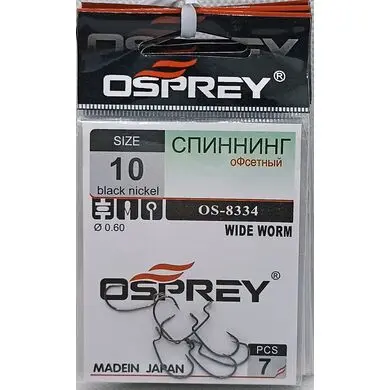 OSPREY®
SIZE
10
black nickel
СПИННИНГ
оФсетный
Ø 0.60
OS-8334
WIDE WORM
OSPREY®
MADEIN JAPAN
PCS
7